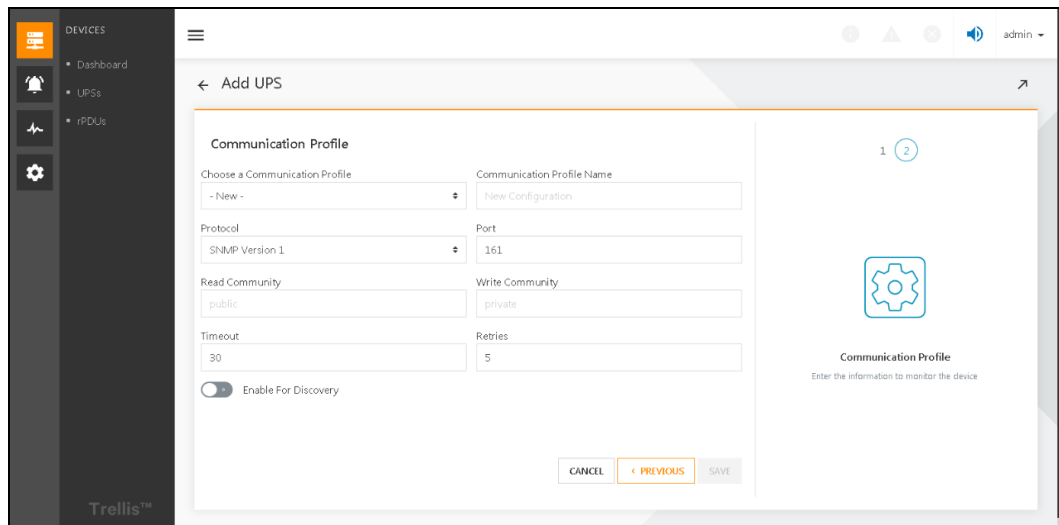 DEVICES
admin
Dashboard
UPSs
rPDUs
Add UPS
Communication Profile
1 2
Choose a Communication Profile
Communication Profile Name
- New -
New Configuration
Protocol
Port
SNMP Version 1
161
Read Community
Write Community
public
private
Timeout
Retries
30
5
Communication Profile
Enter the information to monitor the device
Enable For Discovery
CANCEL
< PREVIOUS
SAVE
Trellis™